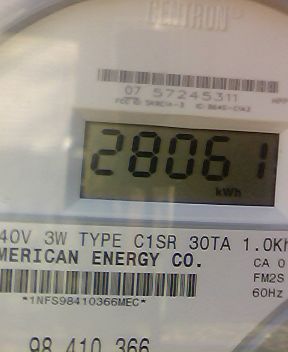 CENTRON
07 57245311
28061
kWh
40V 3W TYPE C1SR 30TA 1.0Kh
MERICAN ENERGY CO.
CA 0
FM2S
60Hz
*1NFS98410366MEC*
98 410 366